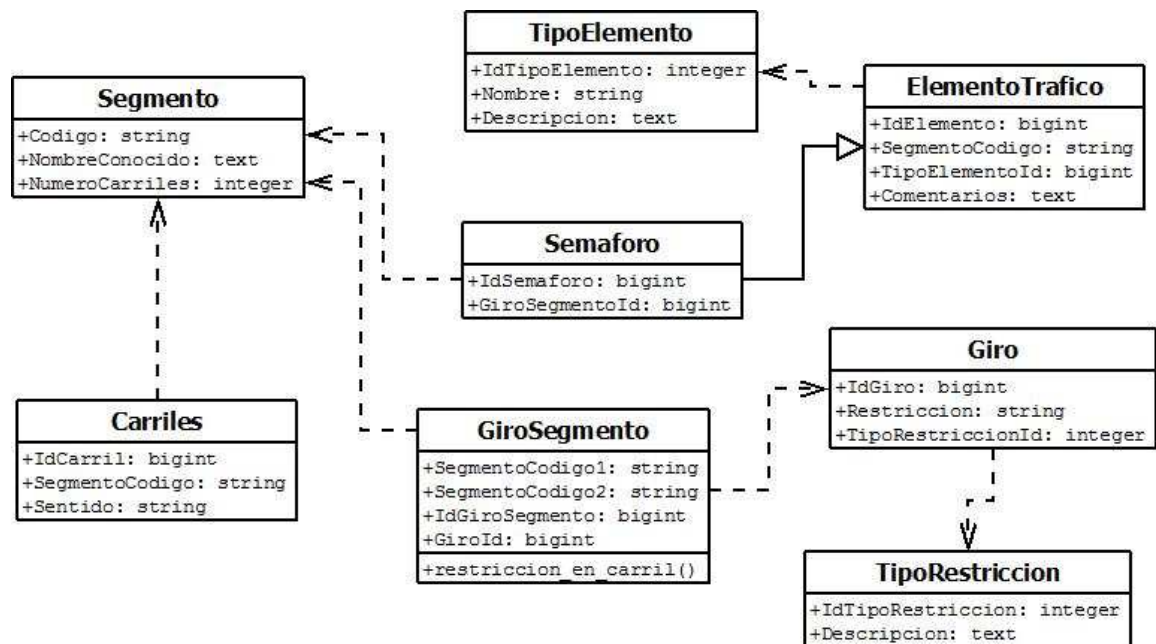 TipoElemento
+IdTipoElemento: integer
+Nombre: string
+Descripcion: text
Segmento
+Codigo: string
+NombreConocido: text
+NumeroCarriles: integer
ElementoTrafico
+IdElemento: bigint
+SegmentoCodigo: string
+TipoElementoId: bigint
+Comentarios: text
Semaforo
+IdSemaforo: bigint
+GiroSegmentoId: bigint
Giro
+IdGiro: bigint
+Restriccion: string
+TipoRestriccionId: integer
Carriles
+IdCarril: bigint
+SegmentoCodigo: string
+Sentido: string
GiroSegmento
+SegmentoCodigo1: string
+SegmentoCodigo2: string
+IdGiroSegmento: bigint
+GiroId: bigint
+restriccion_en_carril()
TipoRestriccion
+IdTipoRestriccion: integer
+Descripcion: text